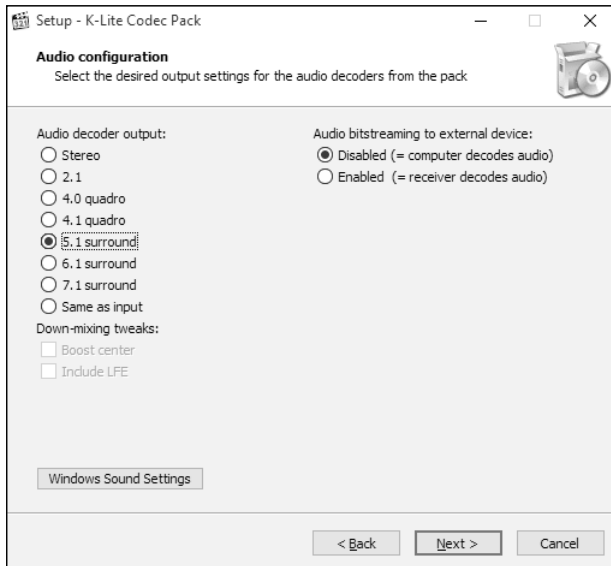 Setup - K-Lite Codec Pack
Audio configuration
Select the desired output settings for the audio decoders from the pack
Audio decoder output:
Stereo
2.1
4.0 quadro
4.1 quadro
5.1 surround
6.1 surround
7.1 surround
Same as input
Down-mixing tweaks:
Boost center
Include LFE
Audio bitstreaming to external device:
Disabled (= computer decodes audio)
Enabled (= receiver decodes audio)
Windows Sound Settings
< Back
Next >
Cancel